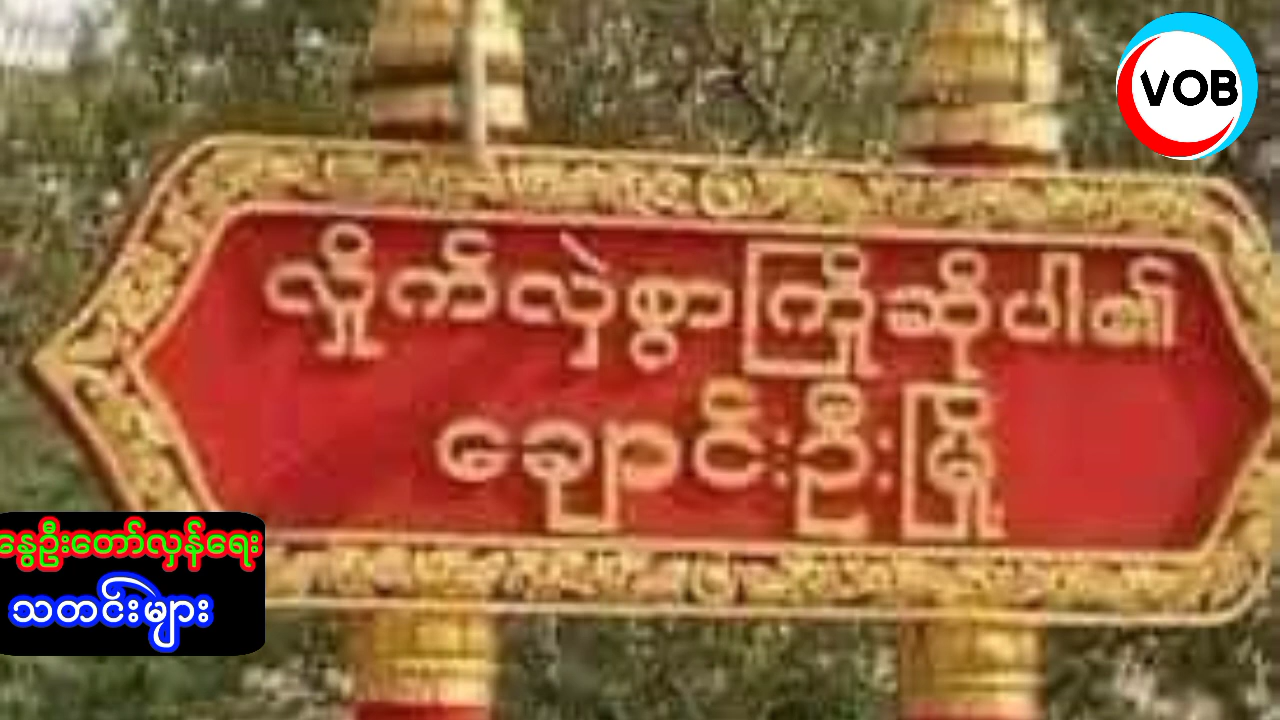 VOB
လှိုက်လှဲစွာကြိုဆိုပါ၏
ချောင်းဦးမြို့
နွေဦးတော်လှန်ရေး
သတင်းများ